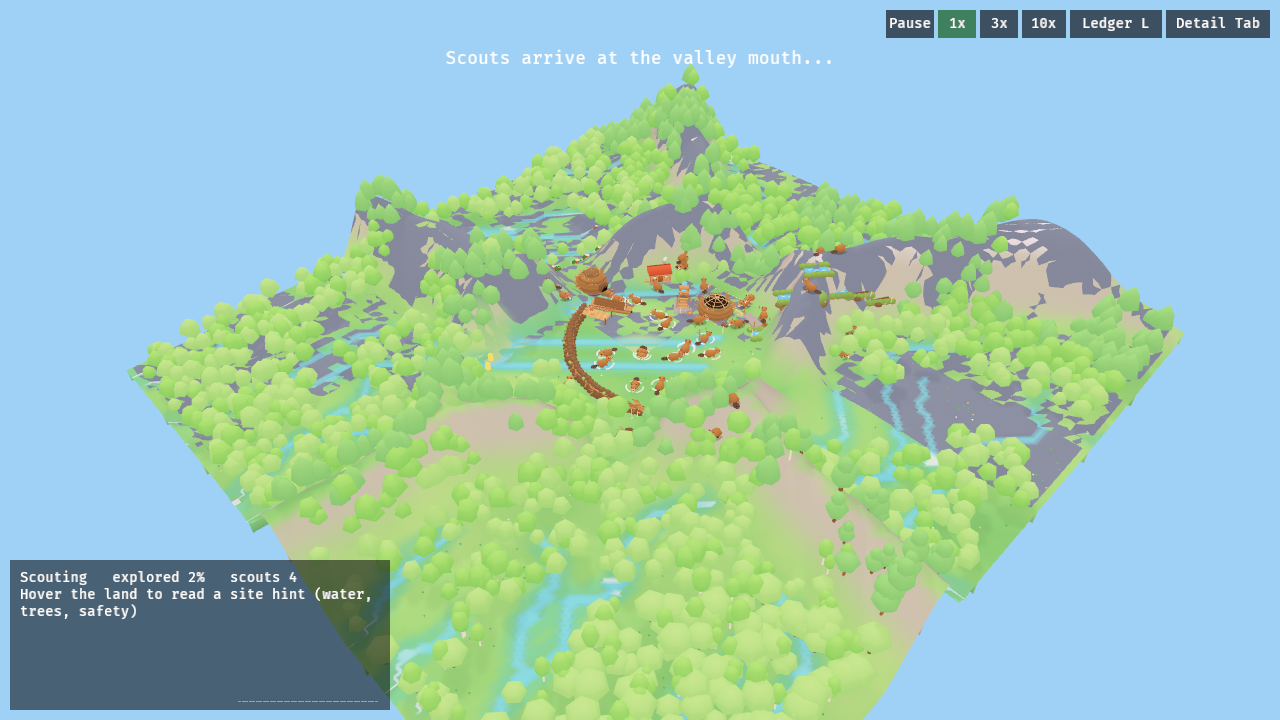 Pause 1x 3x 10x Ledger L Detail Tab
Scouts arrive at the valley mouth...
Scouting explored 2% scouts 4
Hover the land to read a site hint (water,
trees, safety)